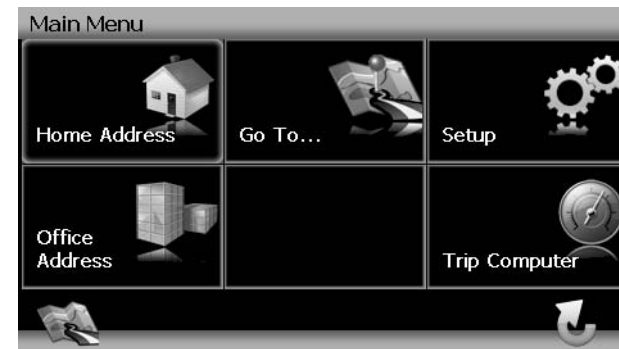 Main Menu
Home Address
Go To...
Setup
Office
Address
Trip Computer